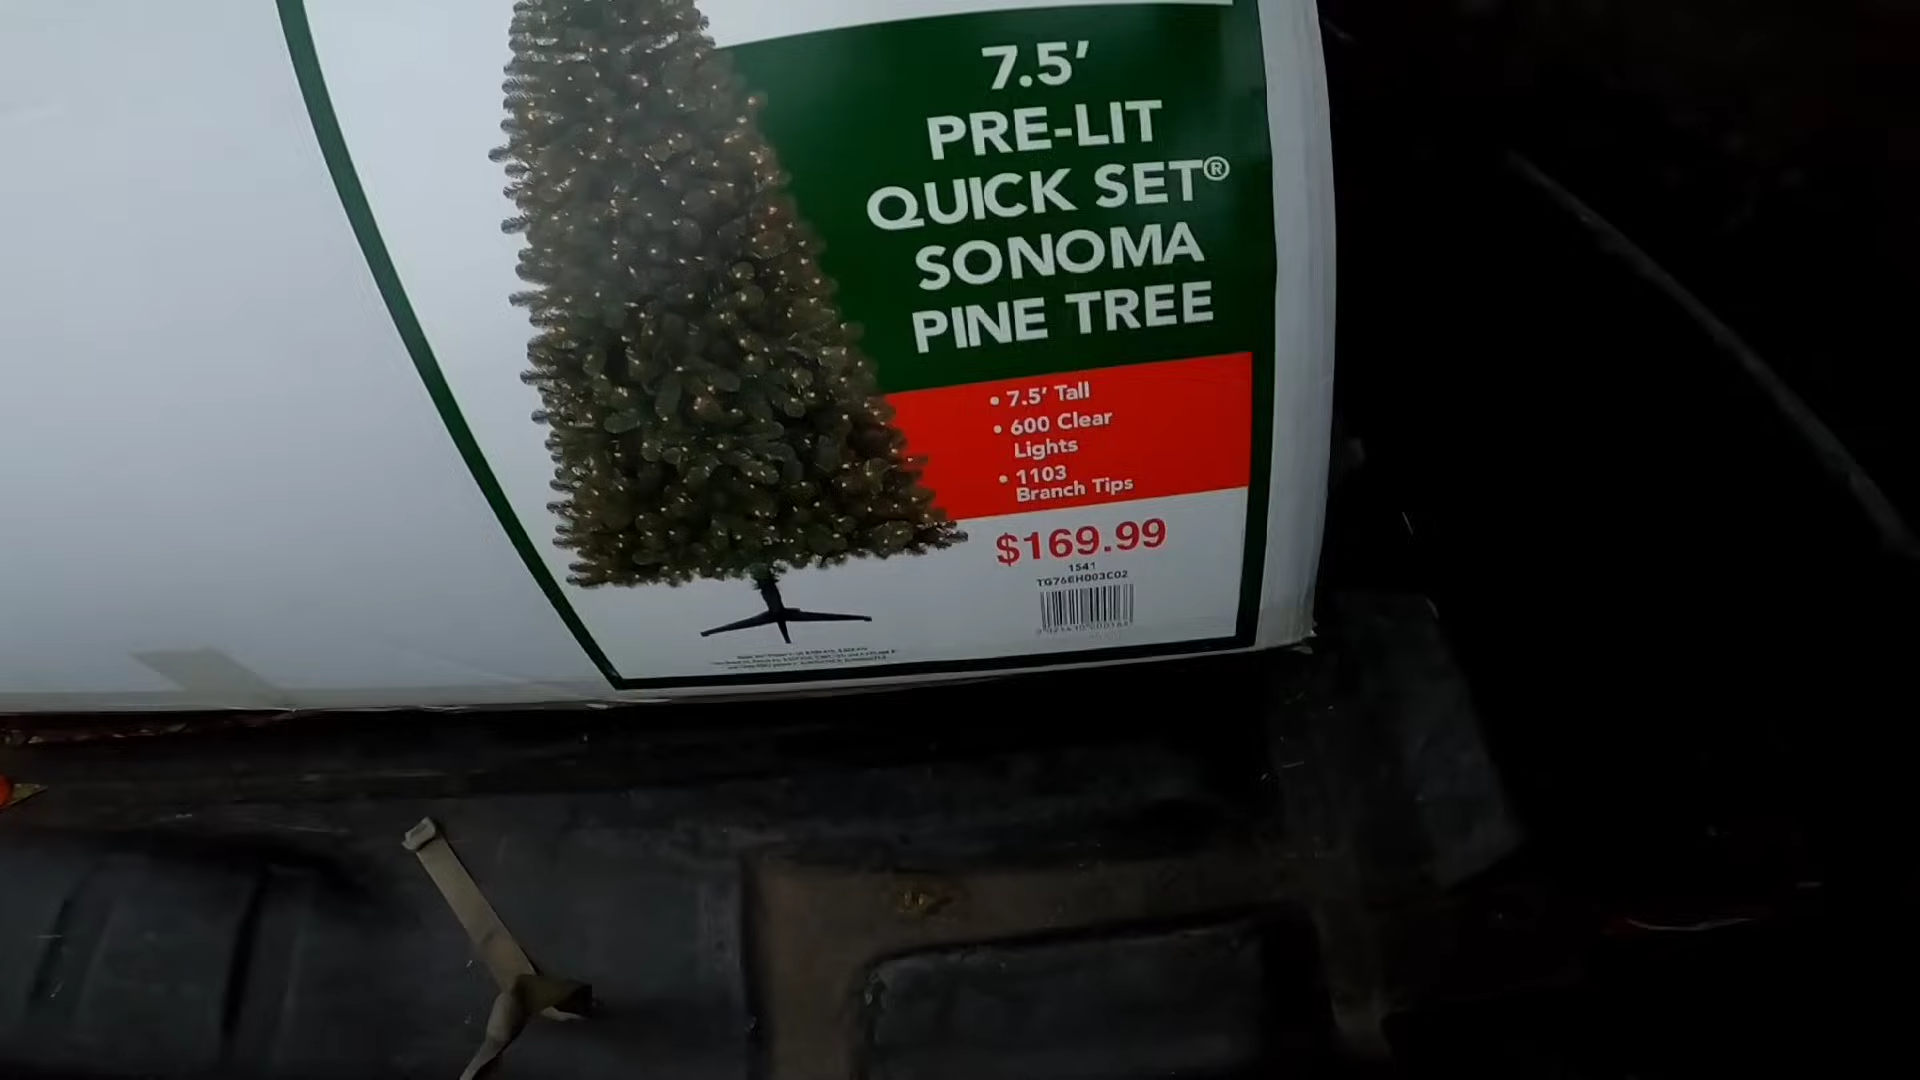 7.5'
PRE-LIT
QUICK SET®
SONOMA
PINE TREE
• 7.5' Tall
• 600 Clear
Lights
• 1103
Branch Tips
$169.99
1541
TG76EH003C02